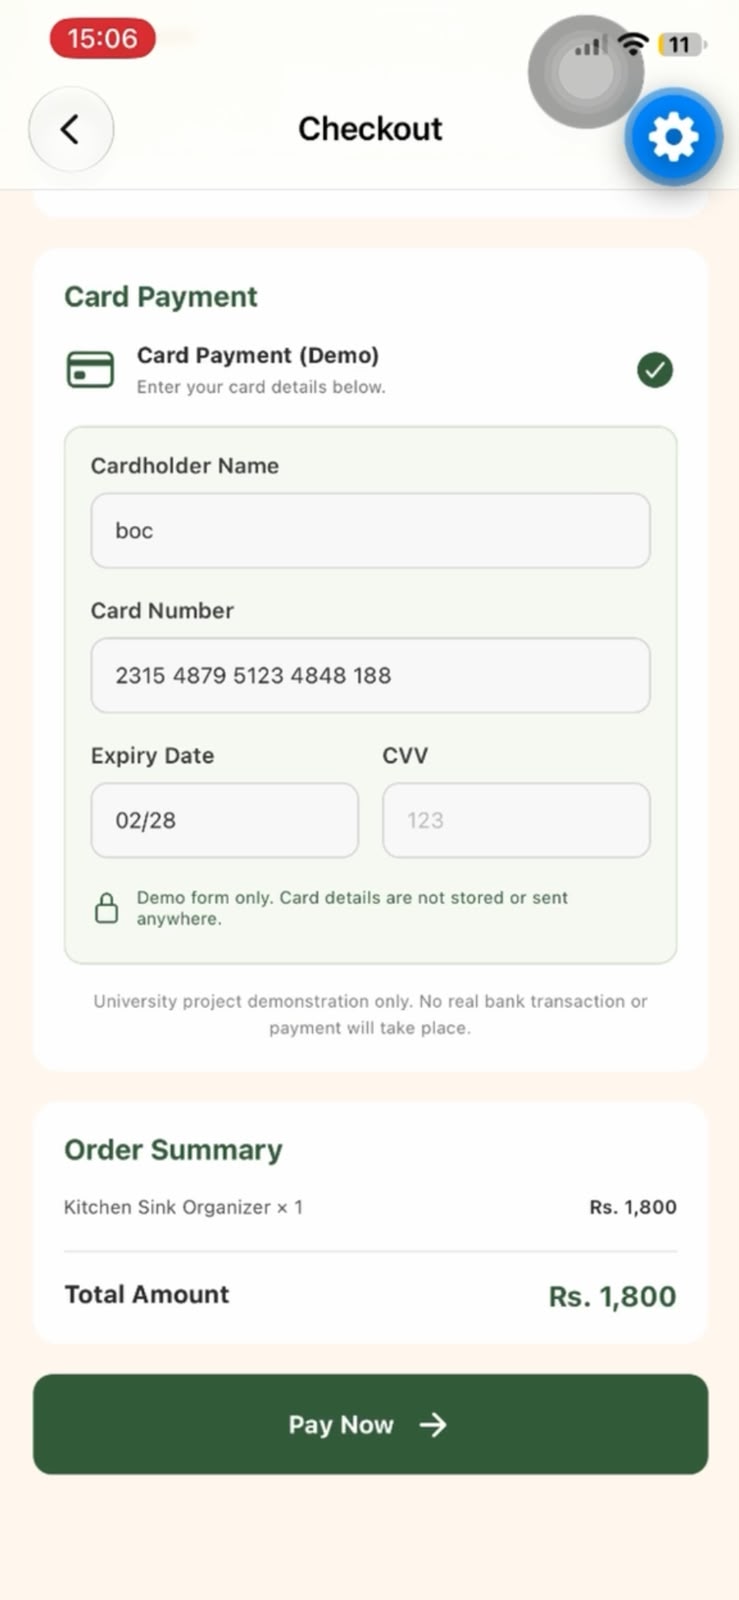 15:06
11
Checkout
Card Payment
Card Payment (Demo)
Enter your card details below.
Cardholder Name
boc
Card Number
2315 4879 5123 4848 188
Expiry Date
CVV
02/28
123
Demo form only. Card details are not stored or sent
anywhere.
University project demonstration only. No real bank transaction or
payment will take place.
Order Summary
Kitchen Sink Organizer × 1
Rs. 1,800
Total Amount
Rs. 1,800
Pay Now